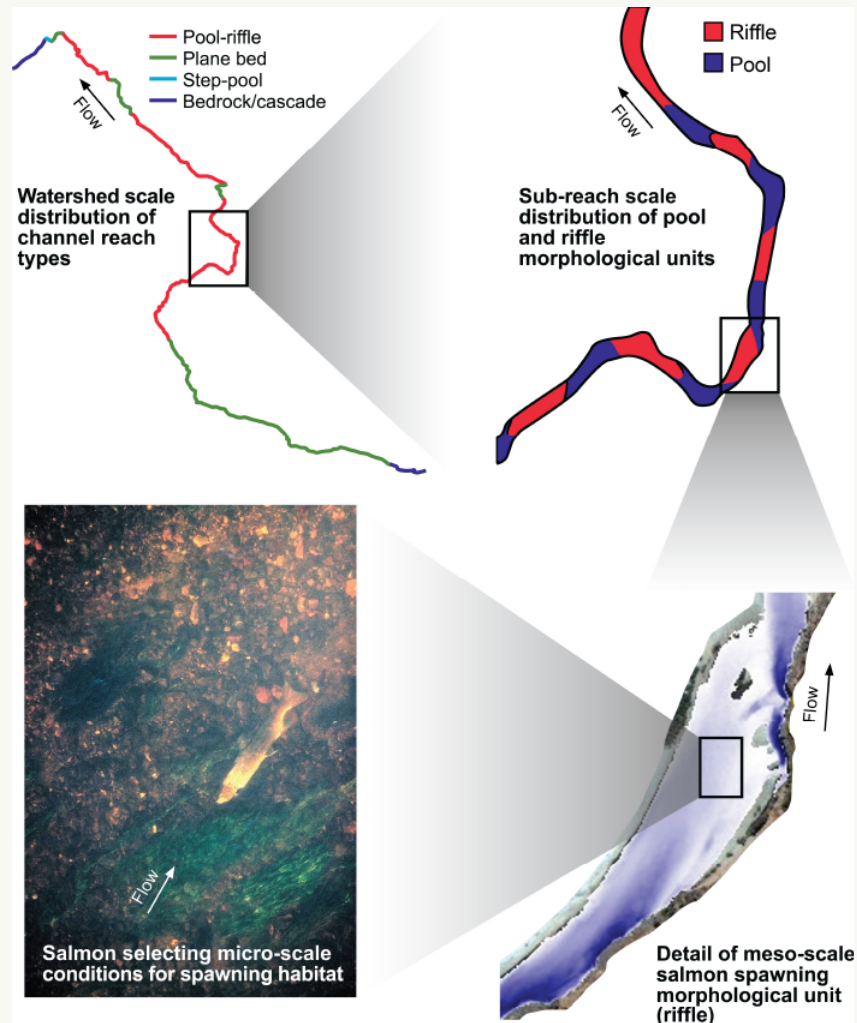 Pool-riffle
Plane bed
Step-pool
Bedrock/cascade
Flow
Watershed scale
distribution of
channel reach
types
Riffle
Pool
Flow
Sub-reach scale
distribution of pool
and riffle
morphological units
Flow
Salmon selecting micro-scale
conditions for spawning habitat
Flow
Detail of meso-scale
salmon spawning
morphological unit
(riffle)